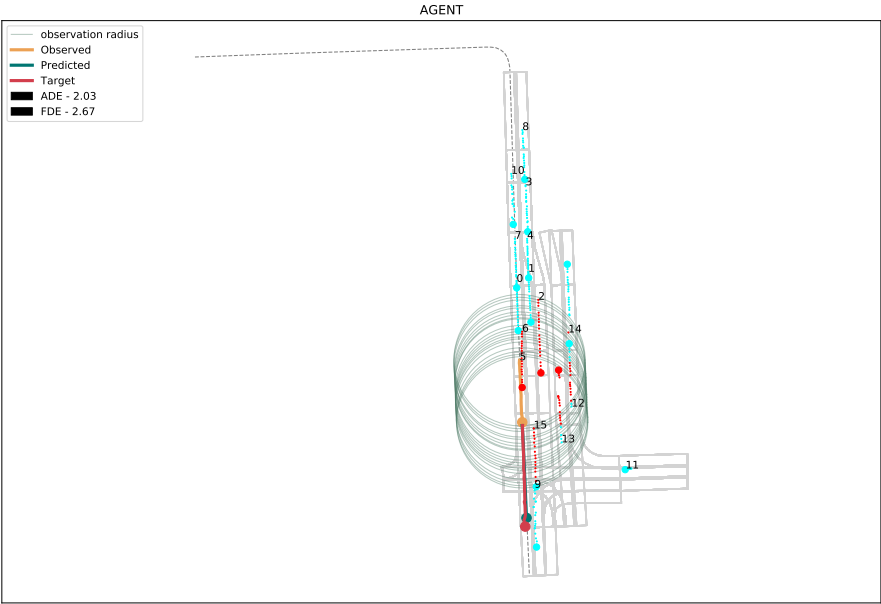 AGENT
observation radius
Observed
Predicted
Target
ADE - 2.03
FDE - 2.67
8
10
3
7
4
1
0
2
6
14
5
12
15
13
11
9